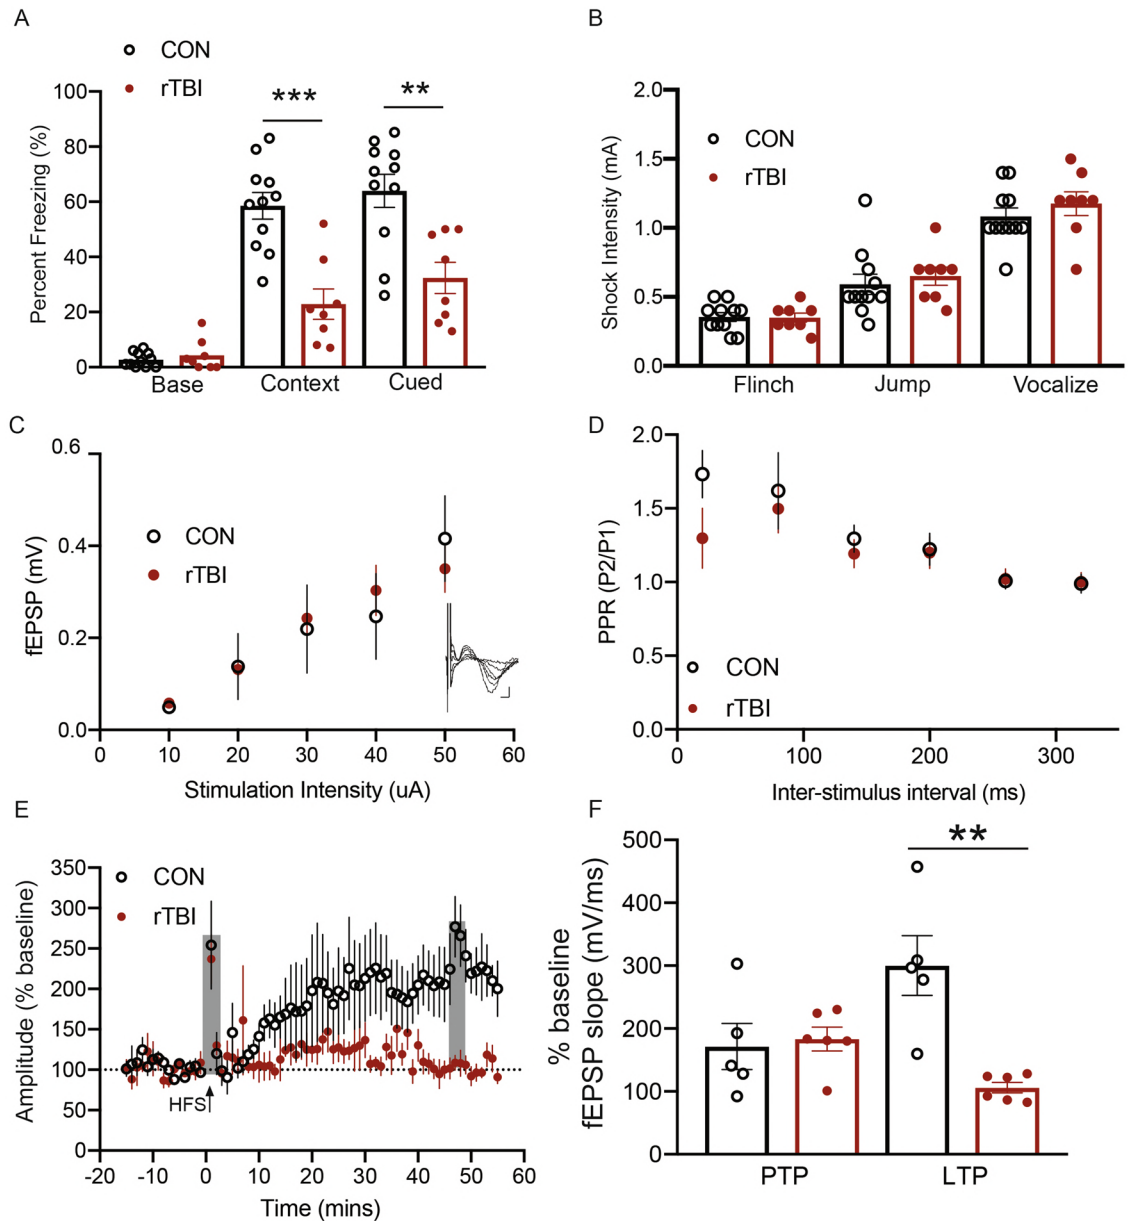 A
CON
rTBI
***
**
100
80
60
40
20
0
Percent Freezing (%)
Base
Context
Cued
B
CON
rTBI
2.0
1.5
1.0
0.5
0.0
Shock Intensity (mA)
Flinch
Jump
Vocalize
C
CON
rTBI
0.6
0.4
0.2
0.0
fEPSP (mV)
0
10
20
30
40
50
60
Stimulation Intensity (uA)
D
2.0
1.5
1.0
0.5
0.0
PPR (P2/P1)
CON
rTBI
0
100
200
300
Inter-stimulus interval (ms)
E
CON
rTBI
350
300
250
200
150
100
50
0
Amplitude (% baseline)
HFS
-20
-10
0
10
20
30
40
50
60
Time (mins)
F
**
500
400
300
200
100
0
% baseline
fEPSP slope (mV/ms)
PTP
LTP